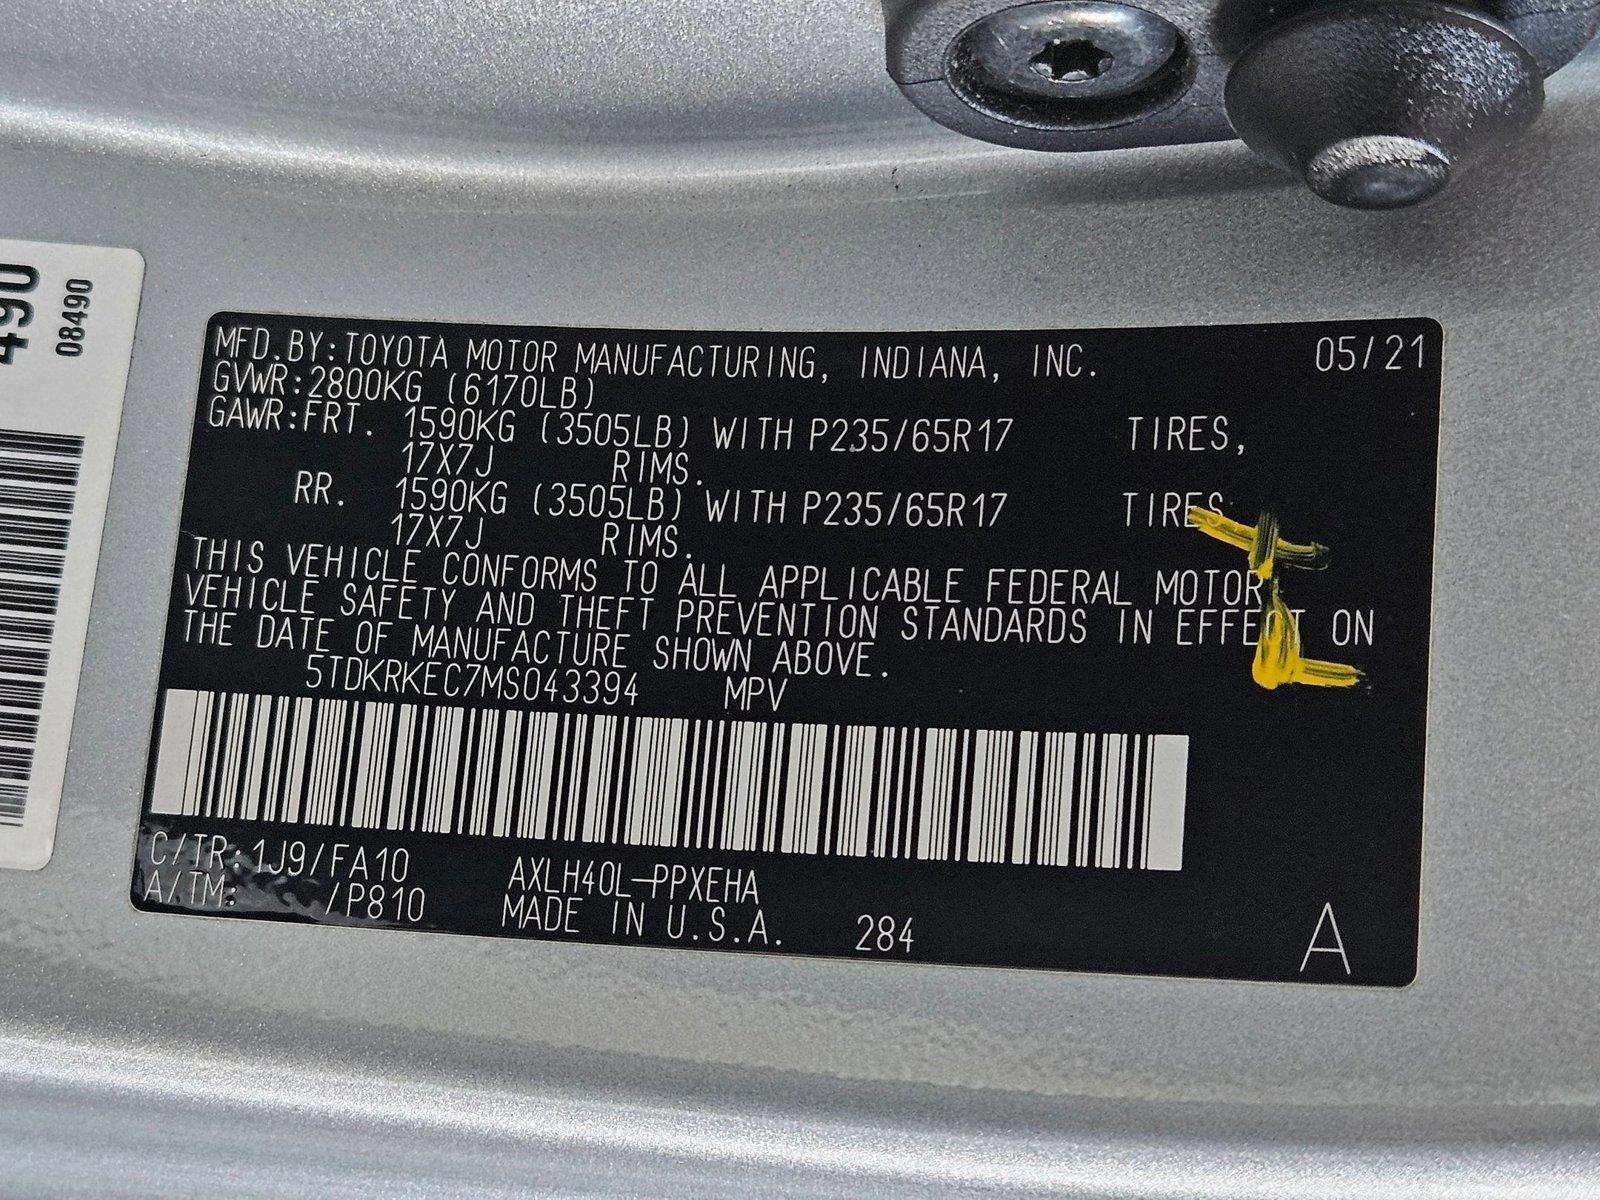 490
08490
MFD.BY:TOYOTA MOTOR MANUFACTURING, INDIANA, INC. 05/21
GVWR:2800KG (6170LB)
GAWR:FRT. 1590KG (3505LB) WITH P235/65R17 TIRES,
17X7J RIMS.
RR. 1590KG (3505LB) WITH P235/65R17 TIRES,
17X7J RIMS.
THIS VEHICLE CONFORMS TO ALL APPLICABLE FEDERAL MOTOR
VEHICLE SAFETY AND THEFT PREVENTION STANDARDS IN EFFECT ON
THE DATE OF MANUFACTURE SHOWN ABOVE.
5TDKRKEC7MS043394 MPV
C/TR:1J9/FA10 AXLH40L-PPXEHA
A/TM: /P810 MADE IN U.S.A. 284 A